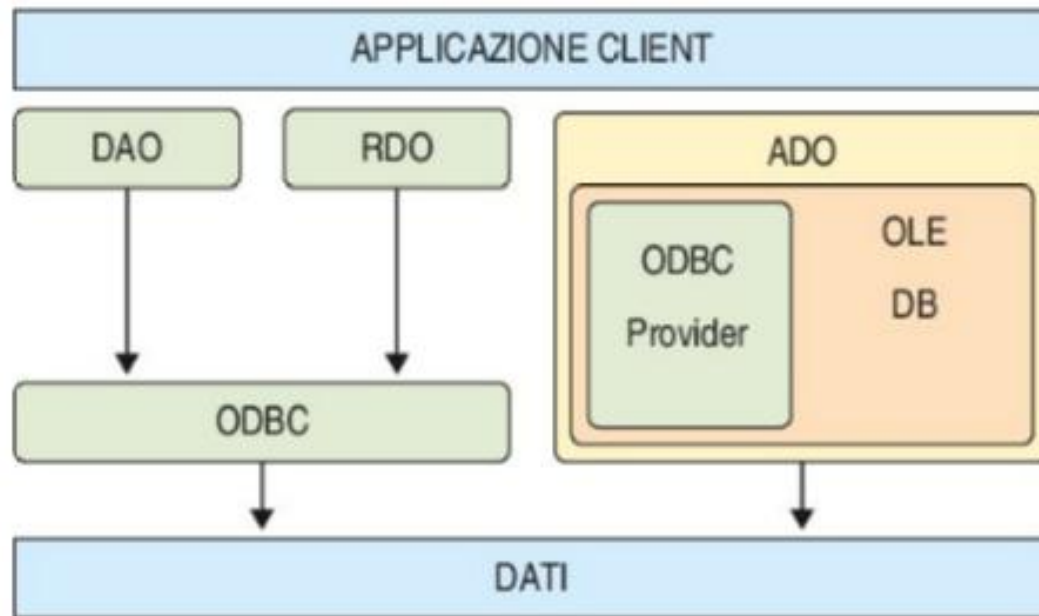 APPLICAZIONE CLIENT
DAO
RDO
ADO
ODBC
Provider
OLE
DB
ODBC
DATI